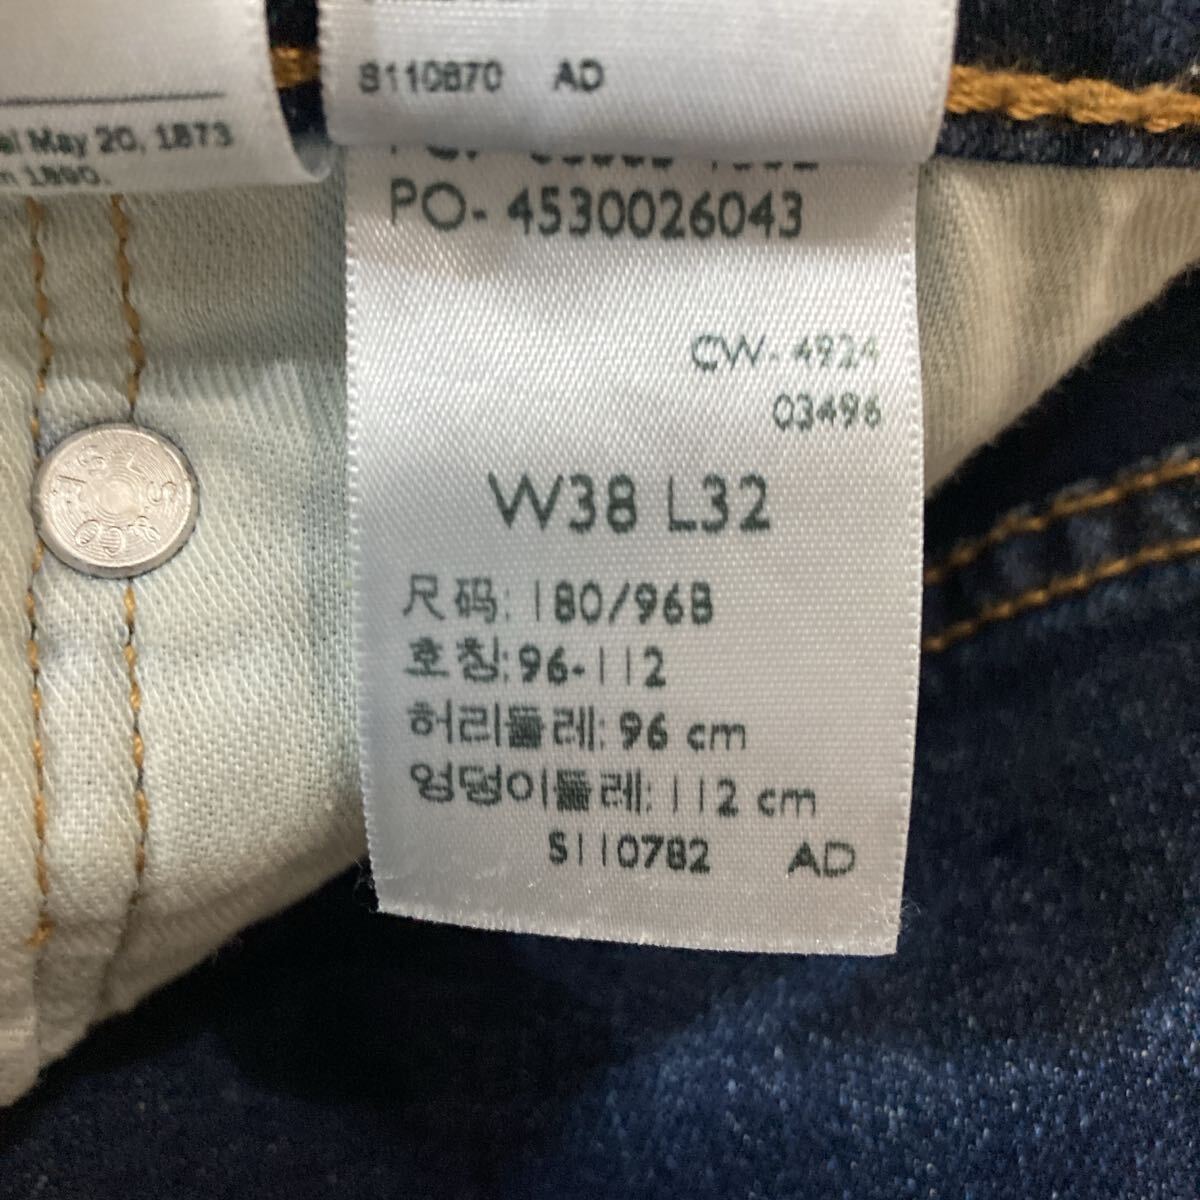 S110870 AD
May 20, 1873
1890.
PO- 4530026043
CW- 4924
03496
W38 L32
尺码: 180/96B
호칭:96-112
허리둘레: 96 cm
엉덩이둘레: 112 cm
S110782 AD